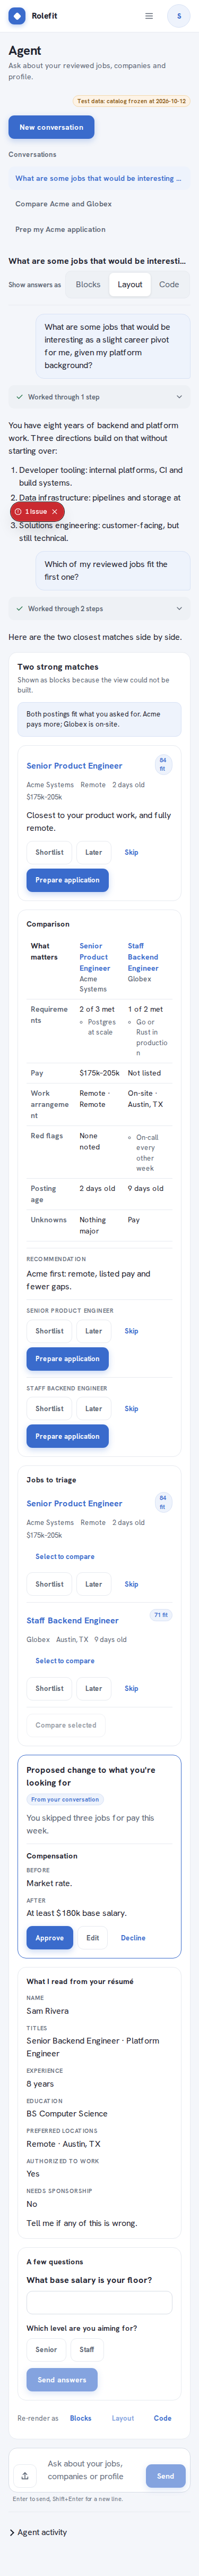 Rolefit
S
Agent
Ask about your reviewed jobs, companies and
profile.
Test data: catalog frozen at 2026-10-12
New conversation
Conversations
What are some jobs that would be interesting ...
Compare Acme and Globex
Prep my Acme application
What are some jobs that would be interesti...
Show answers as
Blocks
Layout
Code
What are some jobs that would be
interesting as a slight career pivot
for me, given my platform
background?
Worked through 1 step
You have eight years of backend and platform
work. Three directions build on that without
starting over:
1. Developer tooling: internal platforms, CI and
build systems.
2. Data infrastructure: pipelines and storage at
1 Issue
3. Solutions engineering: customer-facing, but
still technical.
Which of my reviewed jobs fit the
first one?
Worked through 2 steps
Here are the two closest matches side by side.
Two strong matches
Shown as blocks because the view could not be
built.
Both postings fit what you asked for. Acme
pays more; Globex is on-site.
Senior Product Engineer
84
fit
Acme Systems Remote 2 days old
$175k-205k
Closest to your product work, and fully
remote.
Shortlist
Later
Skip
Prepare application
Comparison
What
matters
Senior
Product
Engineer
Acme
Systems
Staff
Backend
Engineer
Globex
Requireme
nts
2 of 3 met
Postgres
at scale
1 of 2 met
Go or
Rust in
productio
n
Pay
$175k-205k
Not listed
Work
arrangeme
nt
Remote ·
Remote
On-site ·
Austin, TX
Red flags
None
noted
On-call
every
other
week
Posting
age
2 days old
9 days old
Unknowns
Nothing
major
Pay
RECOMMENDATION
Acme first: remote, listed pay and
fewer gaps.
SENIOR PRODUCT ENGINEER
Shortlist
Later
Skip
Prepare application
STAFF BACKEND ENGINEER
Shortlist
Later
Skip
Prepare application
Jobs to triage
Senior Product Engineer
84
fit
Acme Systems Remote 2 days old
$175k-205k
Select to compare
Shortlist
Later
Skip
Staff Backend Engineer
71 fit
Globex Austin, TX 9 days old
Select to compare
Shortlist
Later
Skip
Compare selected
Proposed change to what you're
looking for
From your conversation
You skipped three jobs for pay this
week.
Compensation
BEFORE
Market rate.
AFTER
At least $180k base salary.
Approve
Edit
Decline
What I read from your résumé
NAME
Sam Rivera
TITLES
Senior Backend Engineer · Platform
Engineer
EXPERIENCE
8 years
EDUCATION
BS Computer Science
PREFERRED LOCATIONS
Remote · Austin, TX
AUTHORIZED TO WORK
Yes
NEEDS SPONSORSHIP
No
Tell me if any of this is wrong.
A few questions
What base salary is your floor?
Which level are you aiming for?
Senior
Staff
Send answers
Re-render as
Blocks
Layout
Code
Ask about your jobs,
companies or profile
Send
Enter to send, Shift+Enter for a new line.
Agent activity